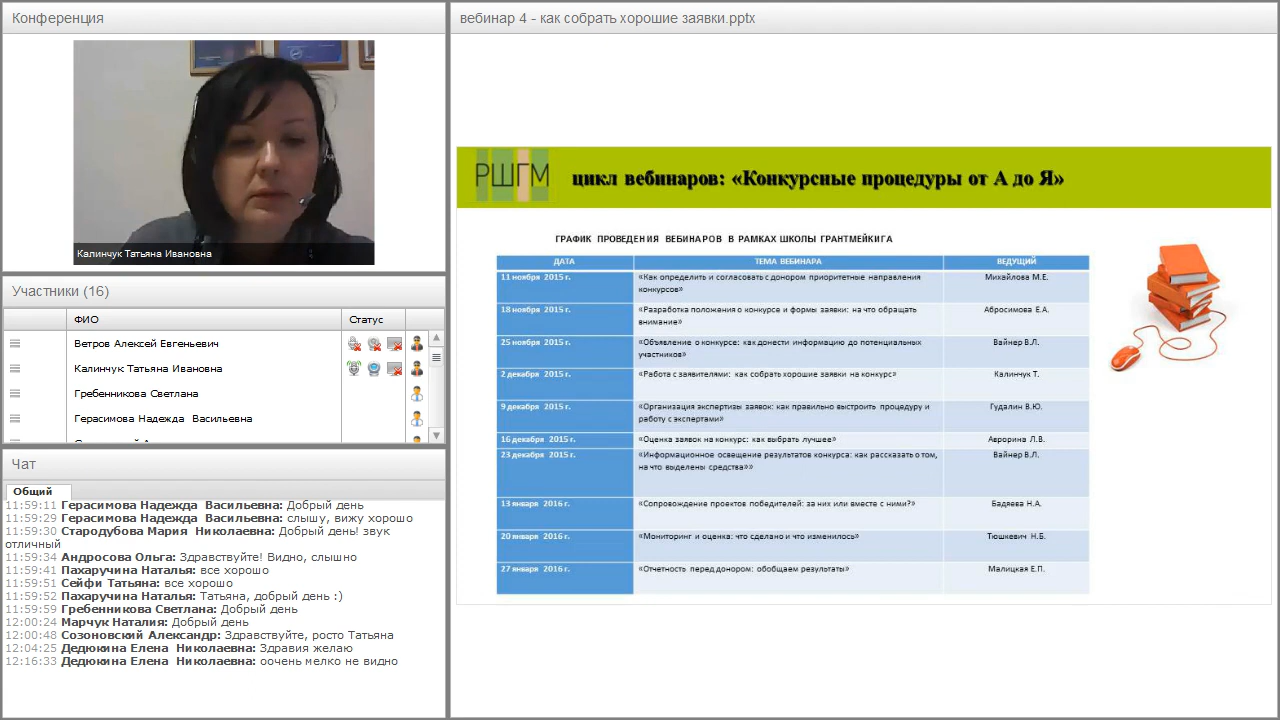 Конференция
Калинчук Татьяна Ивановна
Участники (16)
ФИО Статус
Ветров Алексей Евгеньевич
Калинчук Татьяна Ивановна
Гребенникова Светлана
Герасимова Надежда Васильевна
Чат
Общий
11:59:11 Герасимова Надежда Васильевна: Добрый день
11:59:29 Герасимова Надежда Васильевна: слышу, вижу хорошо
11:59:30 Стародубова Мария Николаевна: Добрый день! звук
отличный
11:59:34 Андросова Ольга: Здравствуйте! Видно, слышно
11:59:41 Пахаручина Наталья: все хорошо
11:59:51 Сейфи Татьяна: все хорошо
11:59:52 Пахаручина Наталья: Татьяна, добрый день :)
11:59:59 Гребенникова Светлана: Добрый день
12:00:24 Марчук Наталия: Добрый день
12:00:48 Созоновский Александр: Здравствуйте, росто Татьяна
12:04:25 Дедюкина Елена Николаевна: Здравия желаю
12:16:33 Дедюкина Елена Николаевна: оочень мелко не видно
вебинар 4 - как собрать хорошие заявки.pptx
РШГМ
цикл вебинаров: «Конкурсные процедуры от А до Я»
ГРАФИК ПРОВЕДЕНИЯ ВЕБИНАРОВ В РАМКАХ ШКОЛЫ ГРАНТМЕЙКИГА
ДАТА ТЕМА ВЕБИНАРА ВЕДУЩИЙ
11 ноября 2015 г. «Как определить и согласовать с донором приоритетные направления Михайлова М.Е.
конкурсов»
18 ноября 2015 г. «Разработка положения о конкурсе и формы заявки: на что обращать Абросимова Е.А.
внимание»
25 ноября 2015 г. «Объявление о конкурсе: как донести информацию до потенциальных Вайнер В.Л.
участников»
2 декабря 2015 г. «Работа с заявителями: как собрать хорошие заявки на конкурс» Калинчук Т.
9 декабря 2015 г. «Организация экспертизы заявок: как правильно выстроить процедуру и Гудалин В.Ю.
работу с экспертами»
16 декабря 2015 г. «Оценка заявок на конкурс: как выбрать лучшее» Аврорина Л.В.
23 декабря 2015 г. «Информационное освещение результатов конкурса: как рассказать о том, Вайнер В.Л.
на что выделены средства»»
13 января 2016 г. «Сопровождение проектов победителей: за них или вместе с ними?» Бадяева Н.А.
20 января 2016 г. «Мониторинг и оценка: что сделано и что изменилось» Тюшкевич Н.Б.
27 января 2016 г. «Отчетность перед донором: обобщаем результаты» Малицкая Е.П.